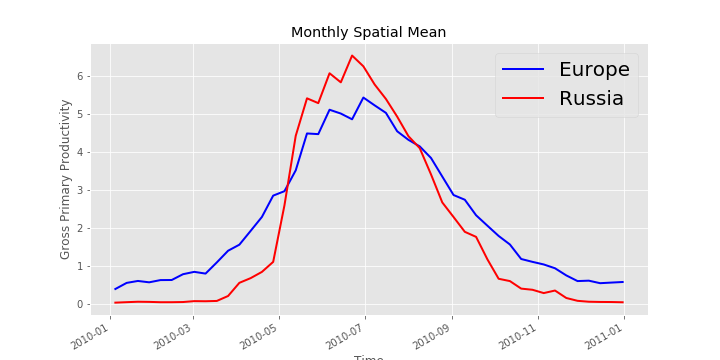 Monthly Spatial Mean
Europe
Russia
Gross Primary Productivity
6
5
4
3
2
1
0
2010-01
2010-03
2010-05
2010-07
2010-09
2010-11
2011-01
Time